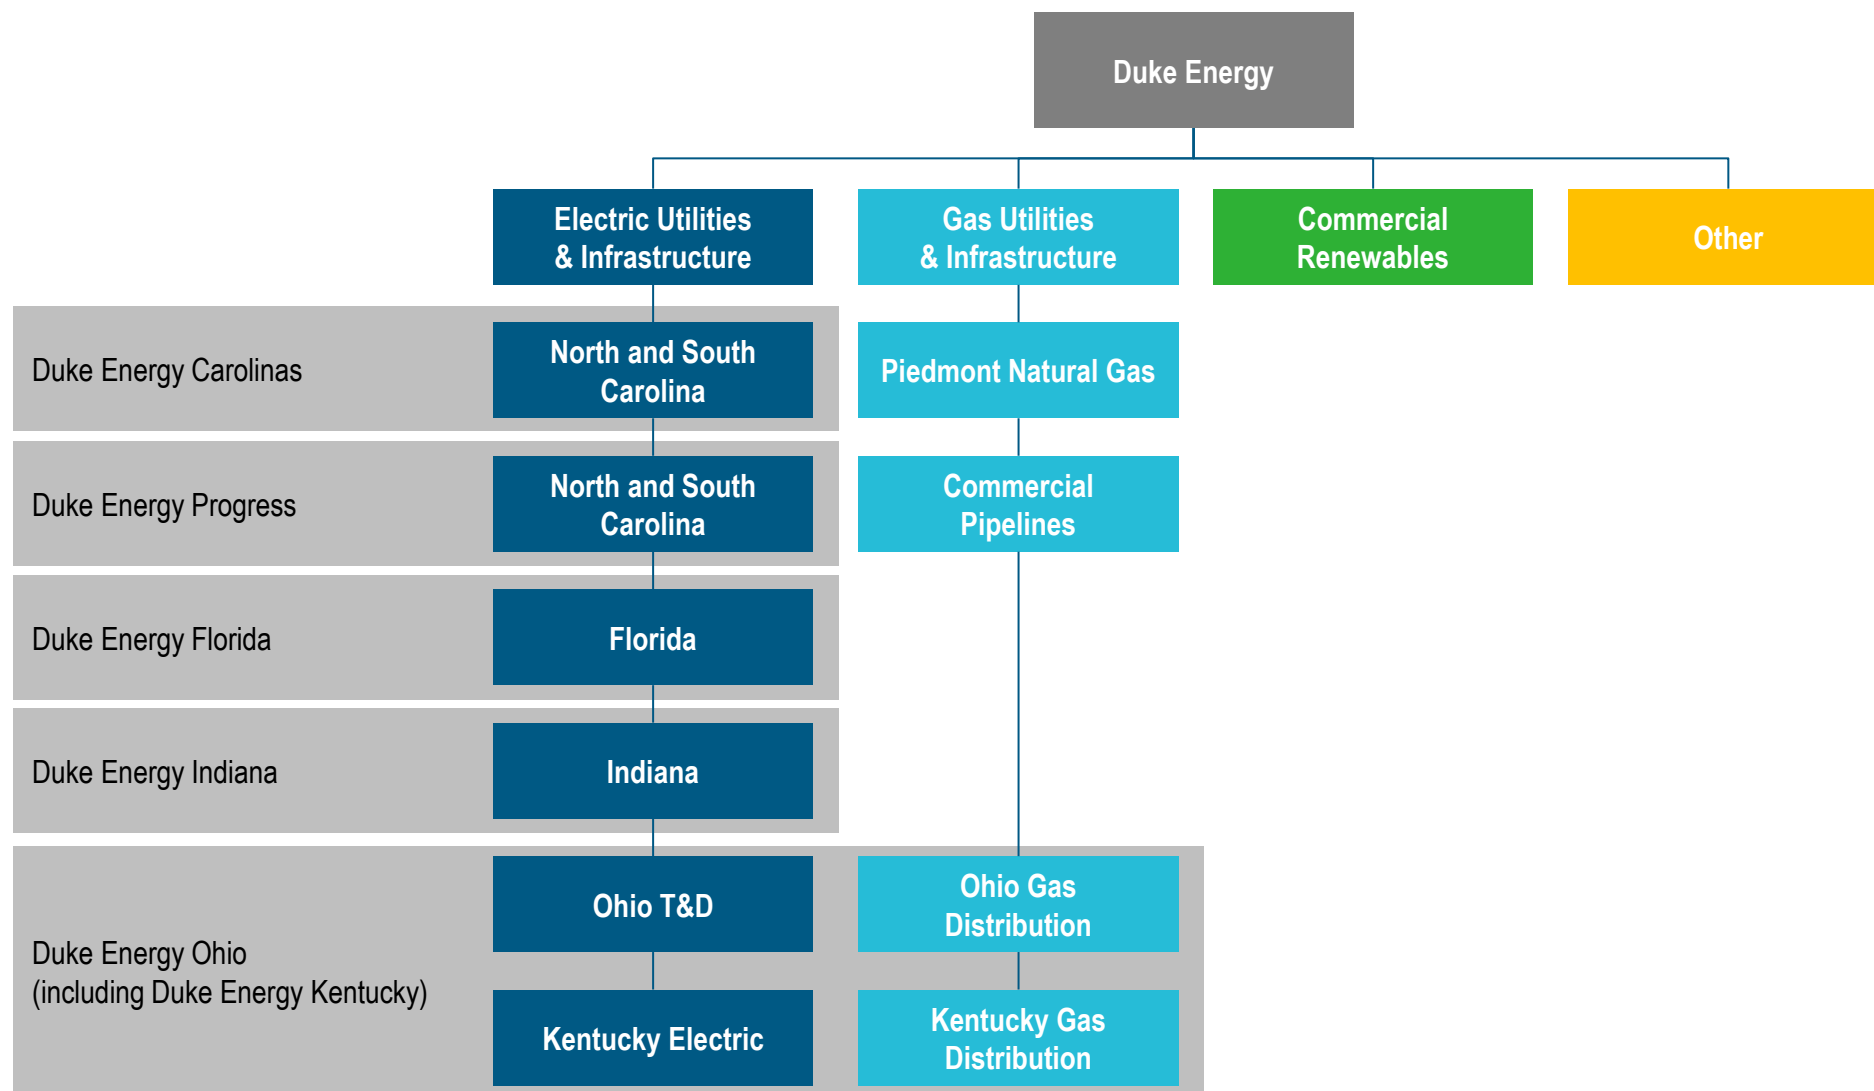 Duke Energy
Electric Utilities
& Infrastructure
Gas Utilities
& Infrastructure
Commercial
Renewables
Other
Duke Energy Carolinas
North and South
Carolina
Piedmont Natural Gas
Duke Energy Progress
North and South
Carolina
Commercial
Pipelines
Duke Energy Florida
Florida
Duke Energy Indiana
Indiana
Duke Energy Ohio
(including Duke Energy Kentucky)
Ohio T&D
Ohio Gas
Distribution
Kentucky Electric
Kentucky Gas
Distribution